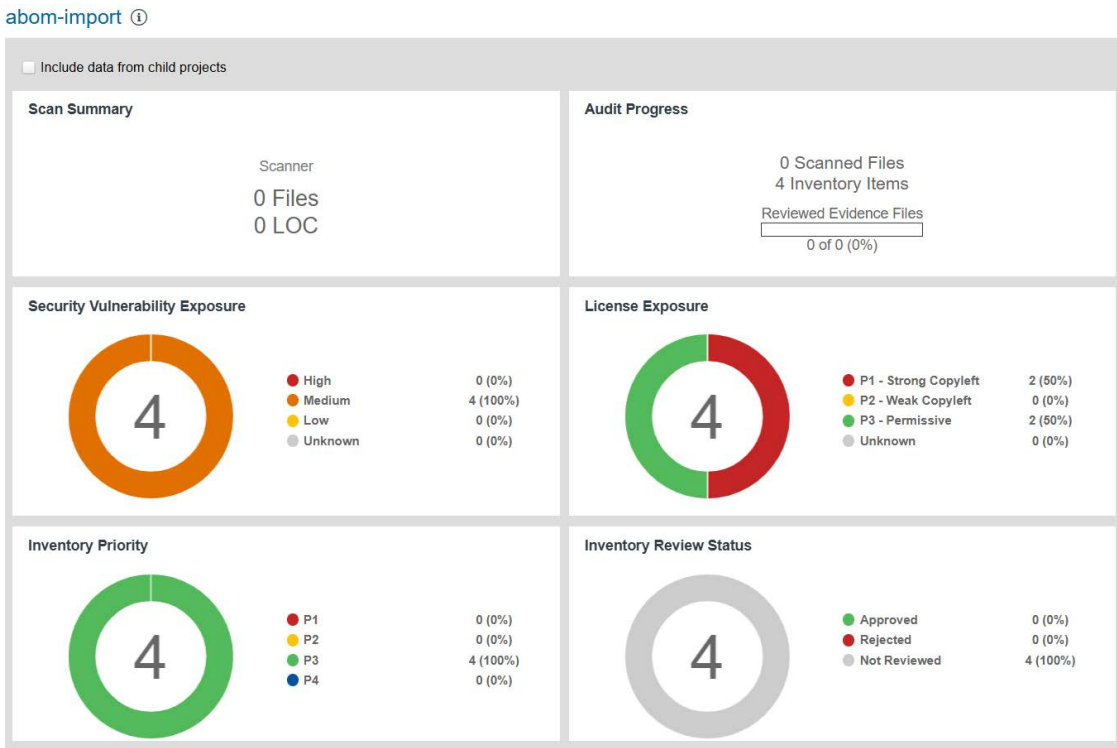 abom-import
Include data from child projects
Scan Summary
Scanner
0 Files
0 LOC
Audit Progress
0 Scanned Files
4 Inventory Items
Reviewed Evidence Files
0 of 0 (0%)
Security Vulnerability Exposure
4
High 0 (0%)
Medium 4 (100%)
Low 0 (0%)
Unknown 0 (0%)
License Exposure
4
P1 - Strong Copyleft 2 (50%)
P2 - Weak Copyleft 0 (0%)
P3 - Permissive 2 (50%)
Unknown 0 (0%)
Inventory Priority
4
P1 0 (0%)
P2 0 (0%)
P3 4 (100%)
P4 0 (0%)
Inventory Review Status
4
Approved 0 (0%)
Rejected 0 (0%)
Not Reviewed 4 (100%)